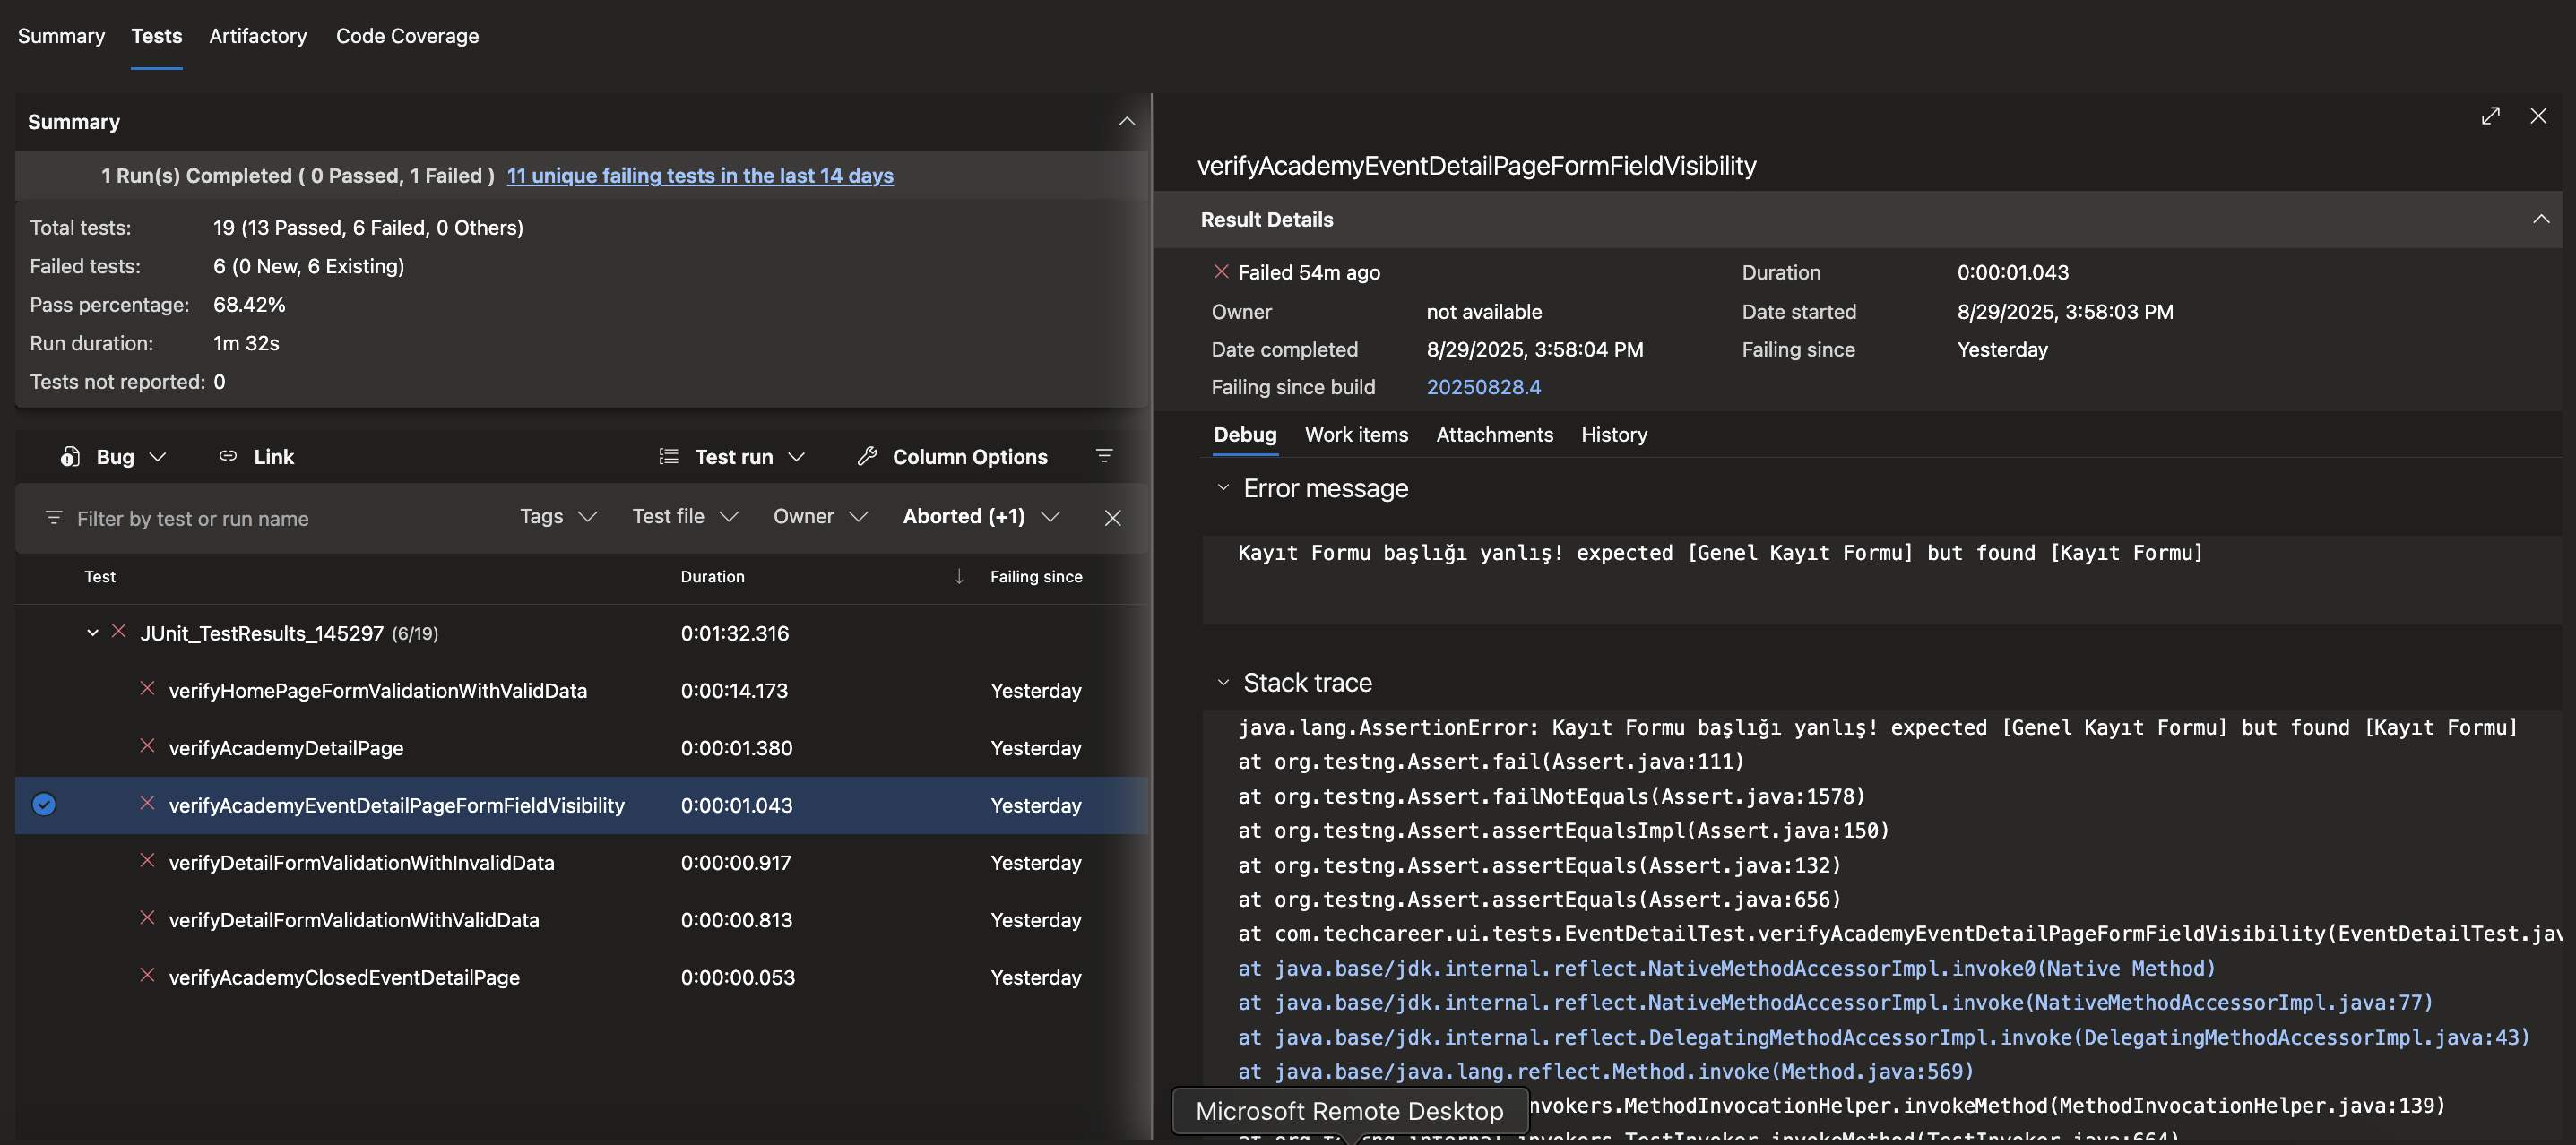 Summary Tests Artifactory Code Coverage
Summary
1 Run(s) Completed ( 0 Passed, 1 Failed ) 11 unique failing tests in the last 14 days
Total tests: 19 (13 Passed, 6 Failed, 0 Others)
Failed tests: 6 (0 New, 6 Existing)
Pass percentage: 68.42%
Run duration: 1m 32s
Tests not reported: 0
Bug Link Test run Column Options
Filter by test or run name Tags Test file Owner Aborted (+1)
Test Duration Failing since
JUnit_TestResults_145297 (6/19) 0:01:32.316
verifyHomePageFormValidationWithValidData 0:00:14.173 Yesterday
verifyAcademyDetailPage 0:00:01.380 Yesterday
verifyAcademyEventDetailPageFormFieldVisibility 0:00:01.043 Yesterday
verifyDetailFormValidationWithInvalidData 0:00:00.917 Yesterday
verifyDetailFormValidationWithValidData 0:00:00.813 Yesterday
verifyAcademyClosedEventDetailPage 0:00:00.053 Yesterday
verifyAcademyEventDetailPageFormFieldVisibility
Result Details
Failed 54m ago Duration 0:00:01.043
Owner not available Date started 8/29/2025, 3:58:03 PM
Date completed 8/29/2025, 3:58:04 PM Failing since Yesterday
Failing since build 20250828.4
Debug Work items Attachments History
Error message
Kayıt Formu başlığı yanlış! expected [Genel Kayıt Formu] but found [Kayıt Formu]
Stack trace
java.lang.AssertionError: Kayıt Formu başlığı yanlış! expected [Genel Kayıt Formu] but found [Kayıt Formu]
at org.testng.Assert.fail(Assert.java:111)
at org.testng.Assert.failNotEquals(Assert.java:1578)
at org.testng.Assert.assertEqualsImpl(Assert.java:150)
at org.testng.Assert.assertEquals(Assert.java:132)
at org.testng.Assert.assertEquals(Assert.java:656)
at com.techcareer.ui.tests.EventDetailTest.verifyAcademyEventDetailPageFormFieldVisibility(EventDetailTest.jav
at java.base/jdk.internal.reflect.NativeMethodAccessorImpl.invoke0(Native Method)
at java.base/jdk.internal.reflect.NativeMethodAccessorImpl.invoke(NativeMethodAccessorImpl.java:77)
at java.base/jdk.internal.reflect.DelegatingMethodAccessorImpl.invoke(DelegatingMethodAccessorImpl.java:43)
at java.base/java.lang.reflect.Method.invoke(Method.java:569)
nvokers.MethodInvocationHelper.invokeMethod(MethodInvocationHelper.java:139)
Microsoft Remote Desktop